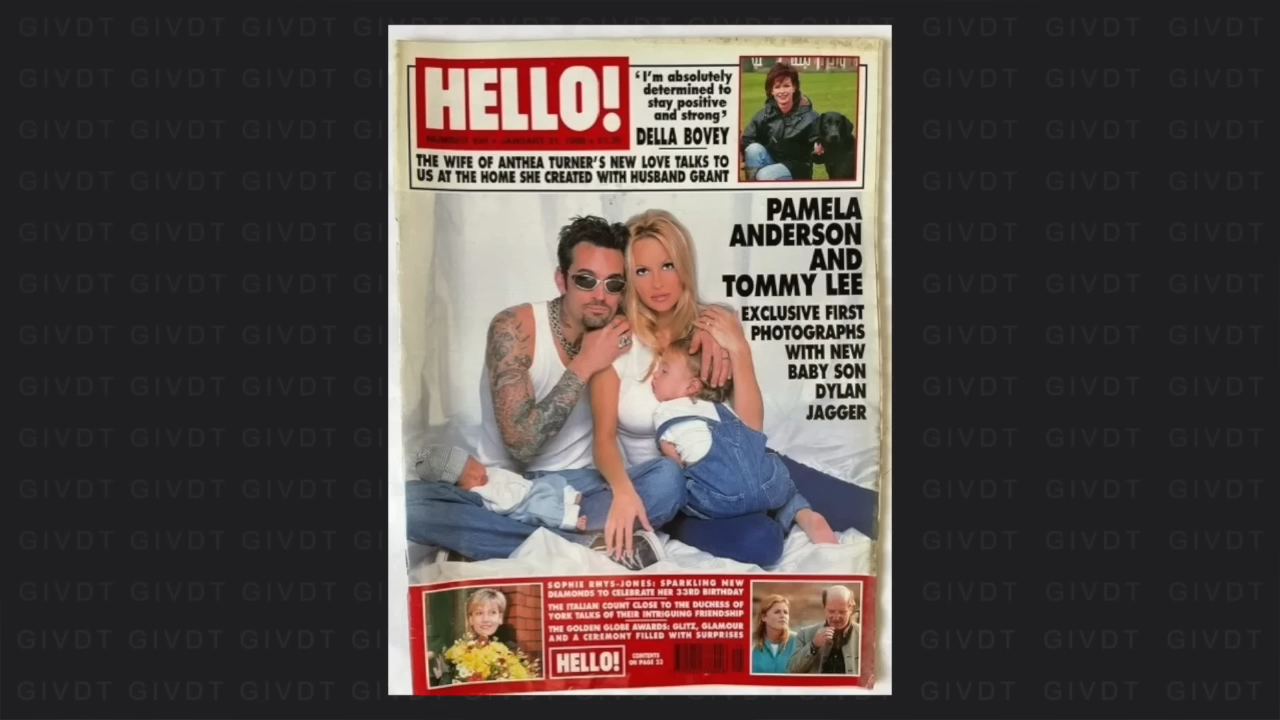 HELLO!
'I'm absolutely
determined to
stay positive
and strong'
DELLA BOVEY
THE WIFE OF ANTHEA TURNER'S NEW LOVE TALKS TO
US AT THE HOME SHE CREATED WITH HUSBAND GRANT
PAMELA
ANDERSON
AND
TOMMY LEE
EXCLUSIVE FIRST
PHOTOGRAPHS
WITH NEW
BABY SON
DYLAN
JAGGER
SOPHIE RHYS-JONES: SPARKLING NEW
DIAMONDS TO CELEBRATE HER 33RD BIRTHDAY
THE ITALIAN COUNT CLOSE TO THE DUCHESS OF
YORK TALKS OF THEIR INTRIGUING FRIENDSHIP
THE GOLDEN GLOBE AWARDS: GLITZ, GLAMOUR
AND A CEREMONY FILLED WITH SURPRISES
HELLO!
CONTENTS
ON PAGE 23
GIVDT